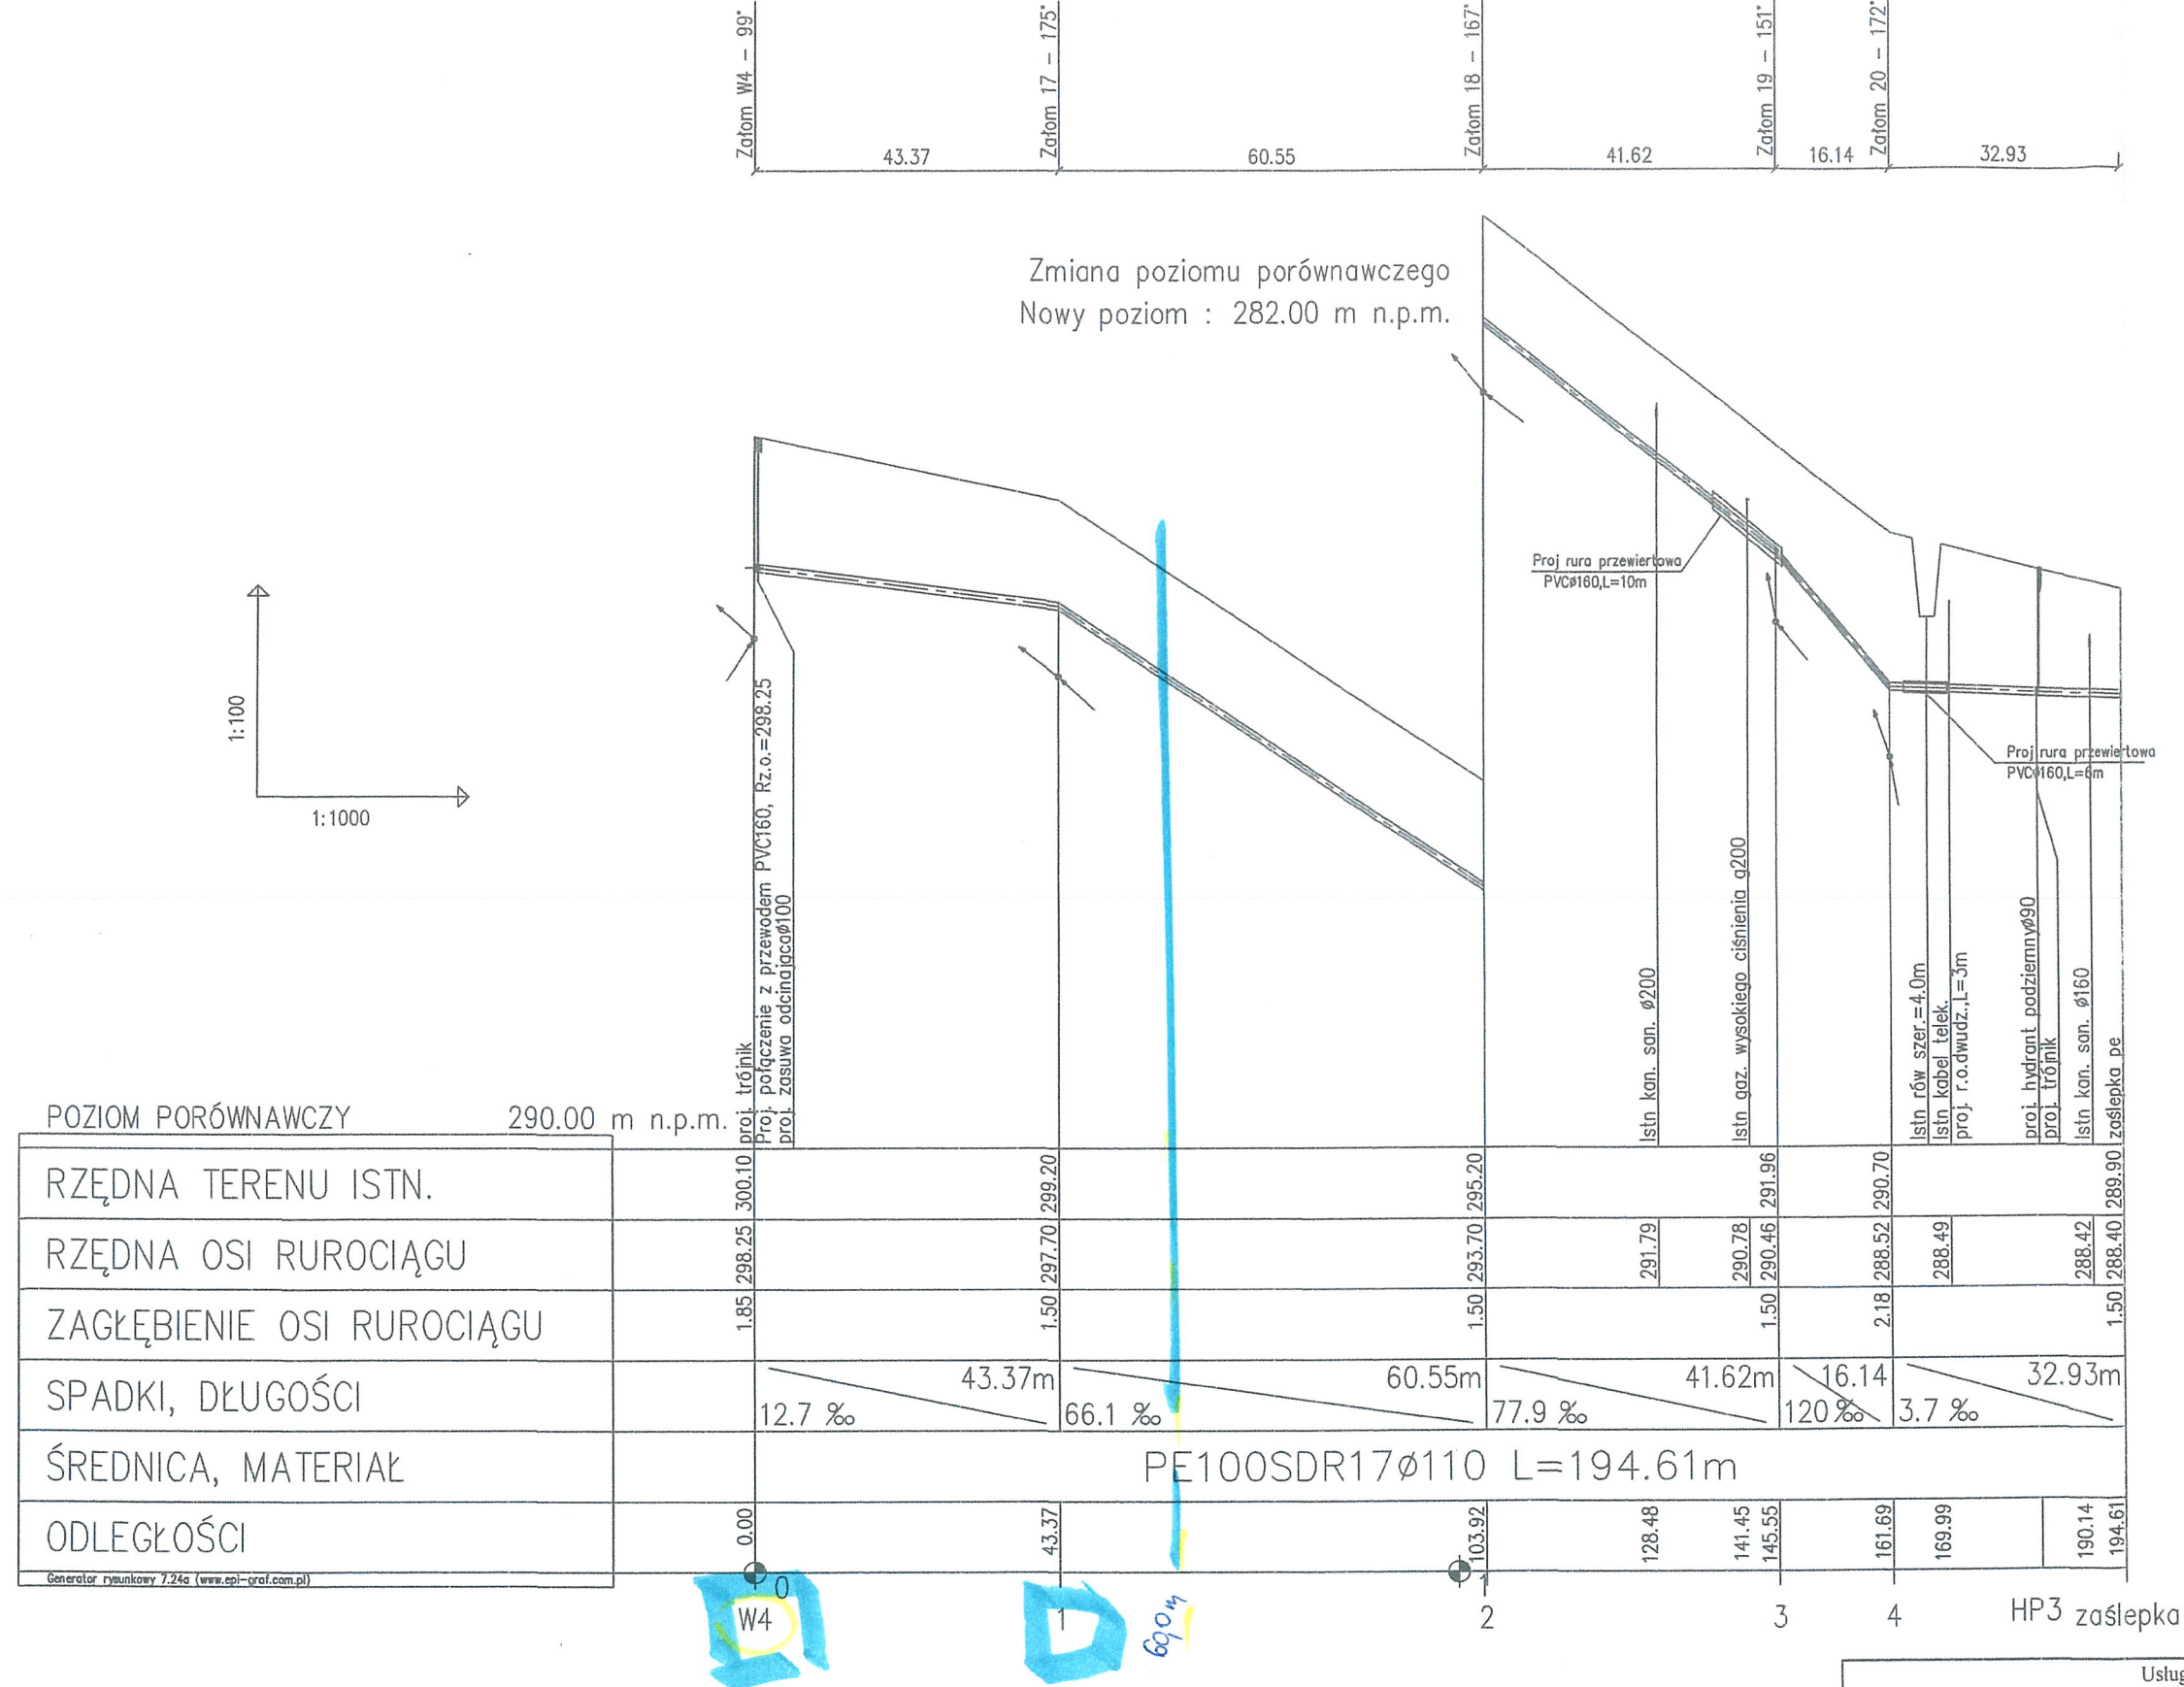 Załom W4 – 99°
Załom 17 – 175°
Załom 18 – 167°
Załom 19 – 151°
Załom 20 – 172°
43.37
60.55
41.62
16.14
32.93
Zmiana poziomu porównawczego
Nowy poziom : 282.00 m n.p.m.
Proj rura przewiertowa
PVCø160,L=10m
1:100
1:1000
Proj rura przewiertowa
PVCø160,L=6m
proj. trójnik
Proj. połączenie z przewodem PVC160, Rz.o.=298.25
proj. zasuwa odcinającaø100
Istn kan. san. ø200
Istn gaz. wysokiego ciśnienia g200
Istn rów szer.=4.0m
Istn kabel telek.
proj. r.o.dwudz.,L=3m
proj. hydrant podziemnyø90
proj. trójnik
Istn kan. san. ø160
zaślepka pe
POZIOM PORÓWNAWCZY 290.00 m n.p.m.
RZĘDNA TERENU ISTN. 300.10 299.20 295.20 291.96 290.70 289.90
RZĘDNA OSI RUROCIĄGU 298.25 297.70 293.70 291.79 290.78 290.46 288.52 288.49 288.42 288.40
ZAGŁĘBIENIE OSI RUROCIĄGU 1.85 1.50 1.50 1.50 2.18 1.50
SPADKI, DŁUGOŚCI 43.37m 60.55m 41.62m 16.14 32.93m
12.7 ‰ 66.1 ‰ 77.9 ‰ 120 ‰ 3.7 ‰
ŚREDNICA, MATERIAŁ PE100SDR17ø110 L=194.61m
ODLEGŁOŚCI 0.00 43.37 103.92 128.48 141.45 145.55 161.69 169.99 190.14 194.61
Generator rysunkowy 7.24a (www.epi-graf.com.pl)
0
W4 1 2 3 4 HP3 zaślepka
60,0m
Usług